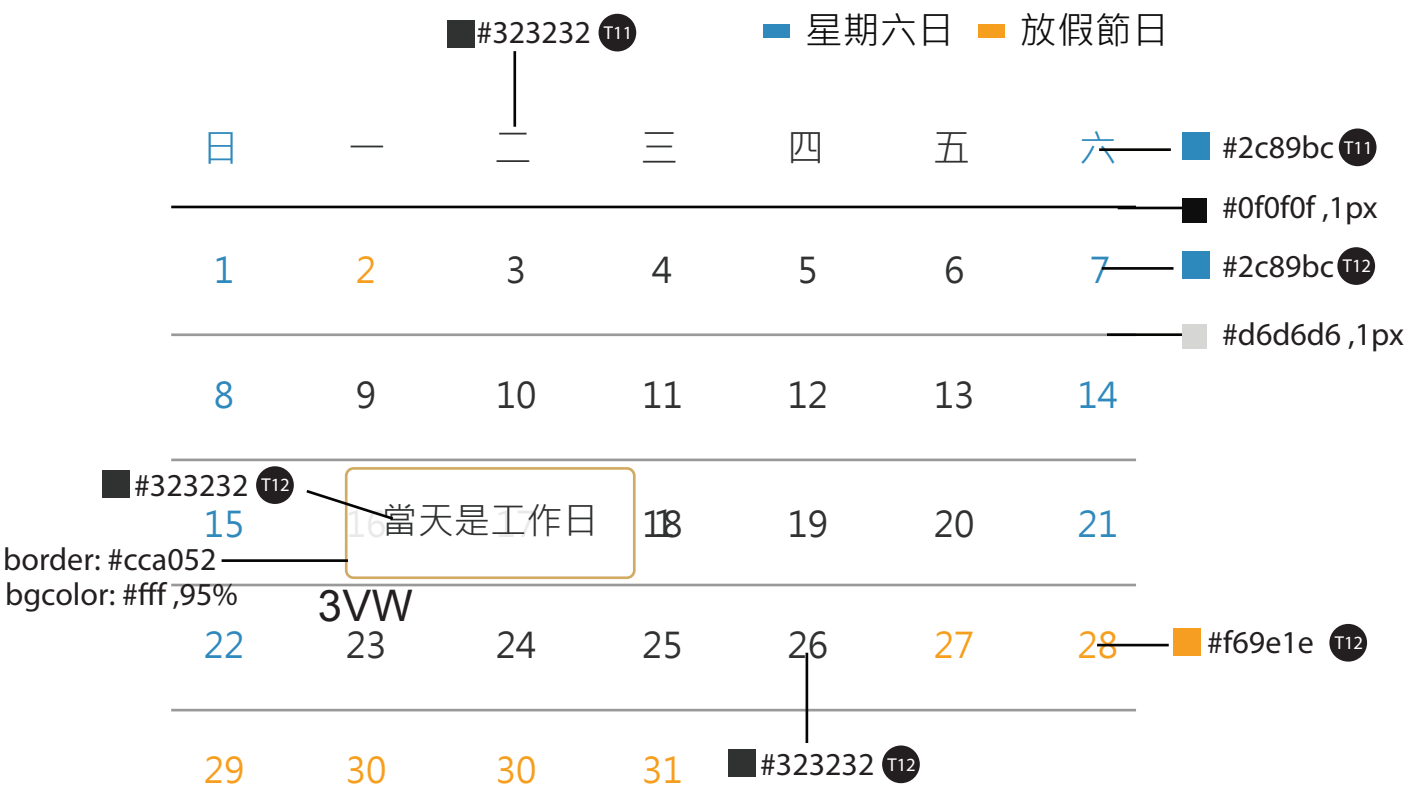 #323232 T11
星期六日 放假節日
日 一 二 三 四 五 六
#2c89bc T11
#0f0f0f ,1px
1 2 3 4 5 6 7
#2c89bc T12
#d6d6d6 ,1px
8 9 10 11 12 13 14
#323232 T12
15 16 當天是工作日 17 18 19 20 21
border: #cca052
bgcolor: #fff ,95%
3VW
22 23 24 25 26 27 28
#f69e1e T12
29 30 30 31
#323232 T12